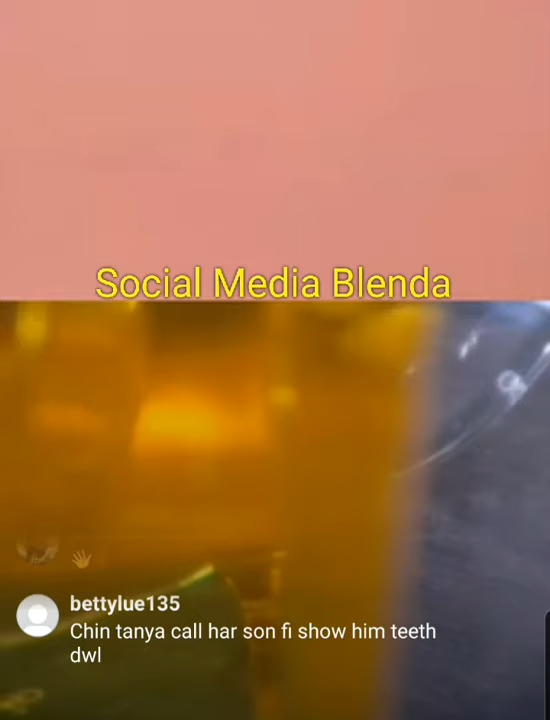 Social Media Blenda
bettylue135
Chin tanya call har son fi show him teeth
dwl